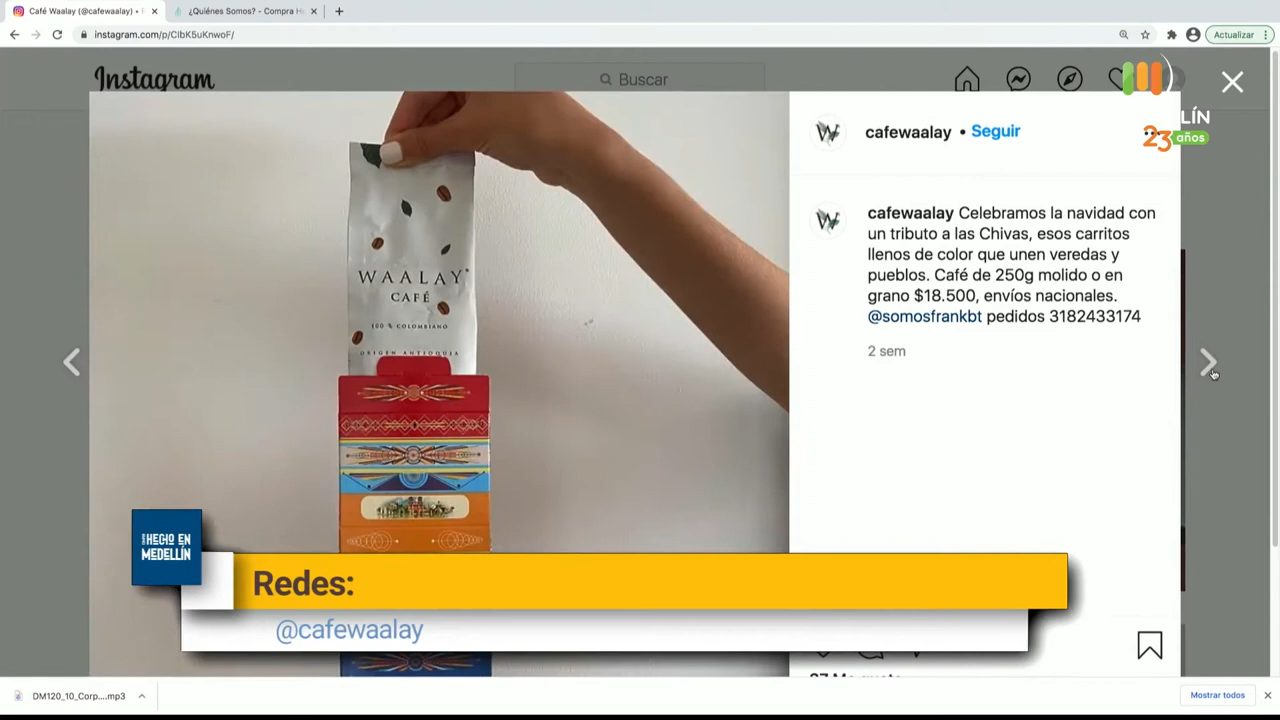 Café Waalay (@cafewaalay) •
¿Quiénes Somos? - Compra H
instagram.com/p/CIbK5uKnwoF/
Actualizar
Instagram
Buscar
LÍN
23 años
cafewaalay • Seguir
WAALAY
CAFÉ
100 % COLOMBIANO
ORIGEN ANTIOQUIA
cafewaalay Celebramos la navidad con
un tributo a las Chivas, esos carritos
llenos de color que unen veredas y
pueblos. Café de 250g molido o en
grano $18.500, envíos nacionales.
@somosfrankbt pedidos 3182433174
2 sem
HECHO EN
MEDELLÍN
Redes:
@cafewaalay
DM120_10_Corp....mp3
Mostrar todos